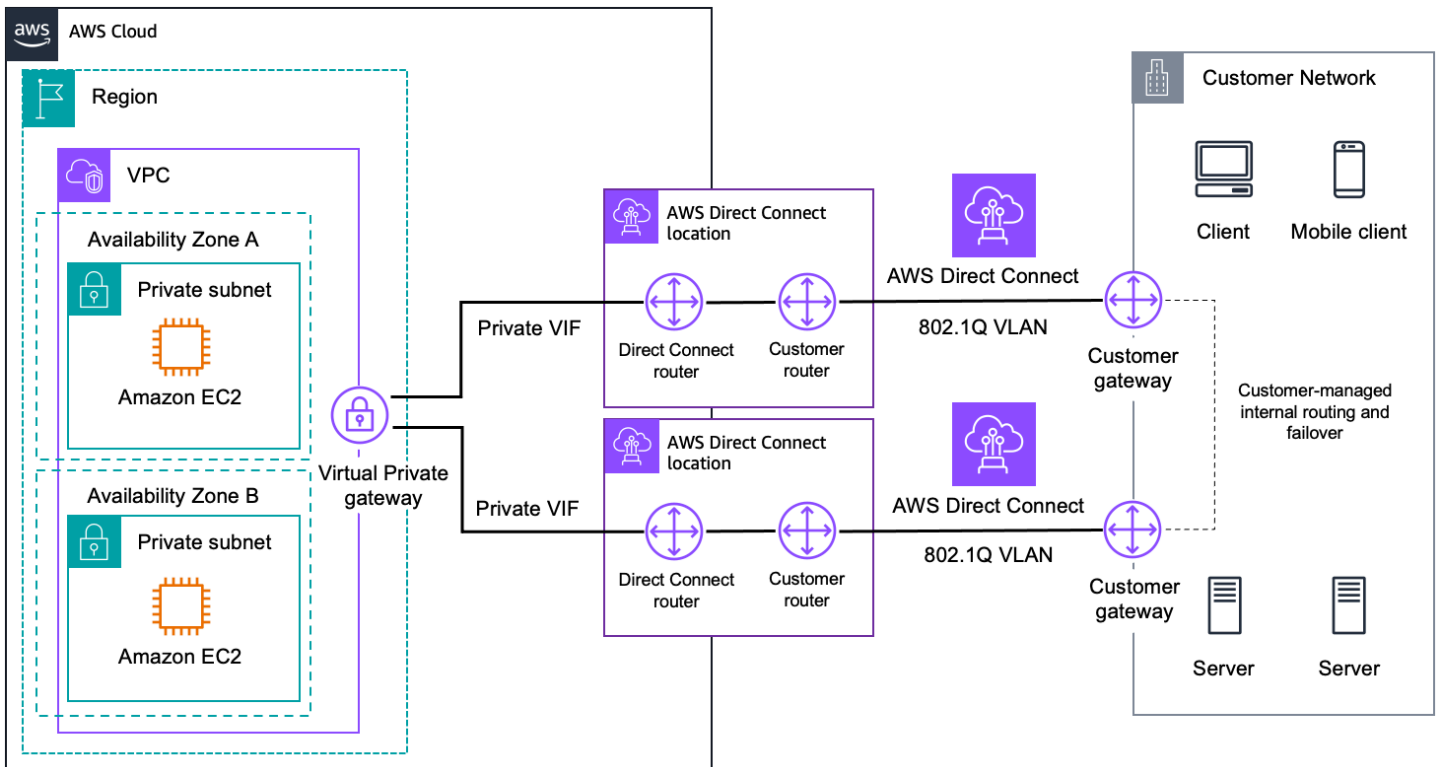 aws
AWS Cloud
Region
VPC
Availability Zone A
Private subnet
Amazon EC2
Availability Zone B
Private subnet
Amazon EC2
Virtual Private
gateway
Private VIF
Private VIF
AWS Direct Connect
location
Direct Connect
router
Customer
router
AWS Direct Connect
location
Direct Connect
router
Customer
router
AWS Direct Connect
802.1Q VLAN
AWS Direct Connect
802.1Q VLAN
Customer
gateway
Customer
gateway
Customer Network
Client
Mobile client
Customer-managed
internal routing and
failover
Server
Server